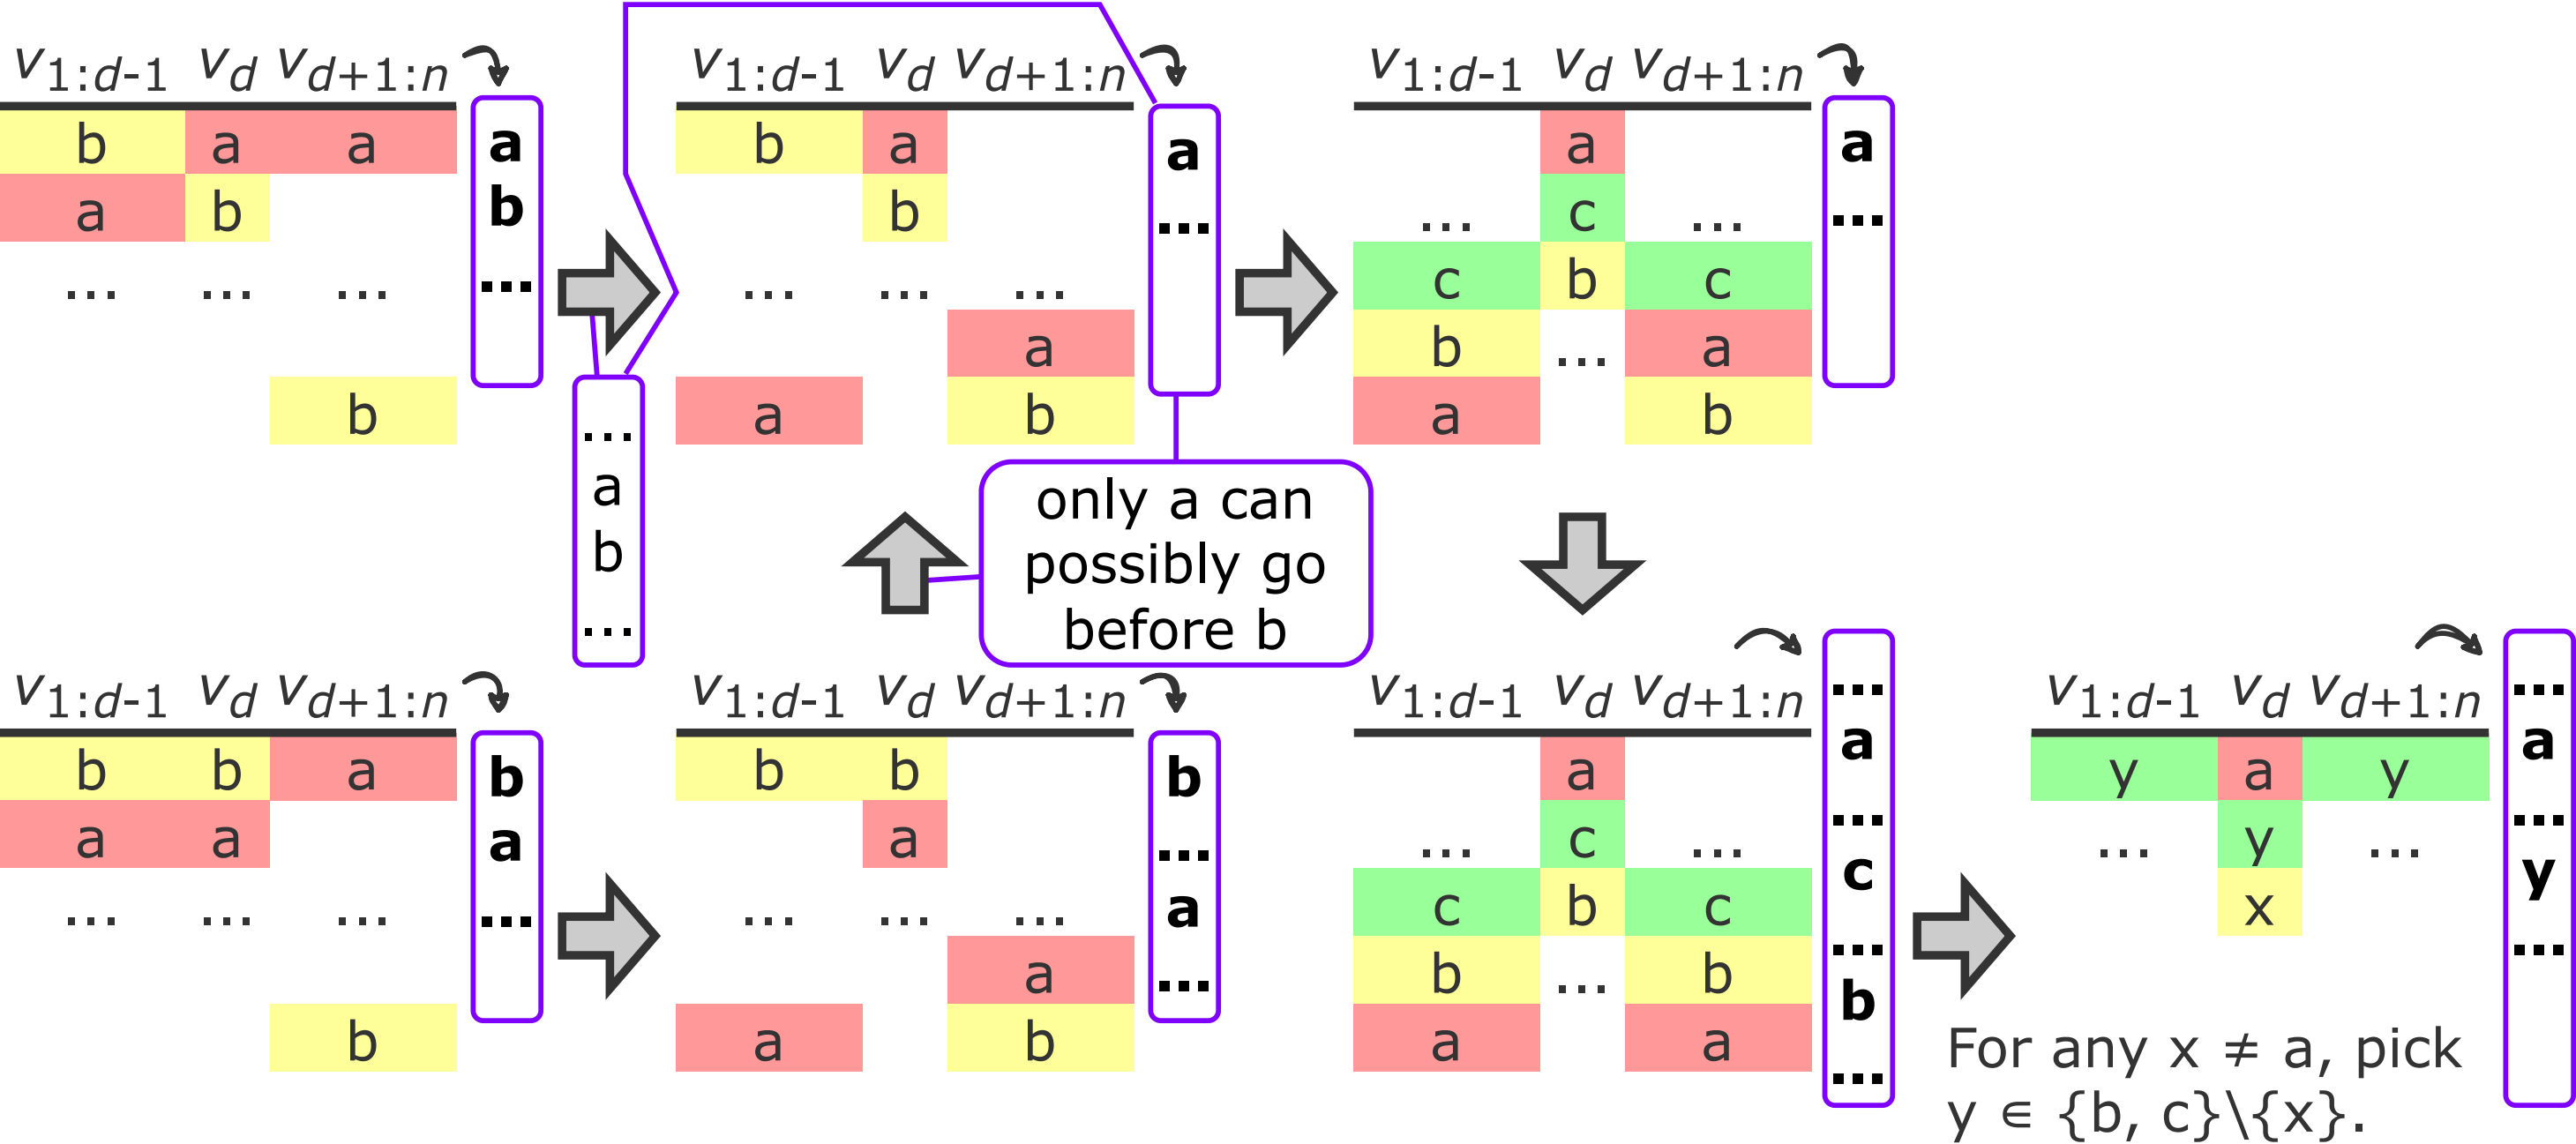 v1:d-1 vd vd+1:n
b a a a
a b b
... ... ... ...
b
...
a
b
...
v1:d-1 vd vd+1:n
b a a
b ...
... ... ...
a
a b
v1:d-1 vd vd+1:n
a a
... c ... ...
c b c
b ... a
a b
only a can
possibly go
before b
v1:d-1 vd vd+1:n
b b a b
a a a
... ... ... ...
b
v1:d-1 vd vd+1:n
b b b
a ...
... ... ... a
a ...
a b
v1:d-1 vd vd+1:n ...
a a
... c ... ...
c b c c
b ... b ...
a a b
...
v1:d-1 vd vd+1:n ...
y a y a
... y ... ...
x y
...
For any x ≠ a, pick
y ∈ {b, c}\{x}.